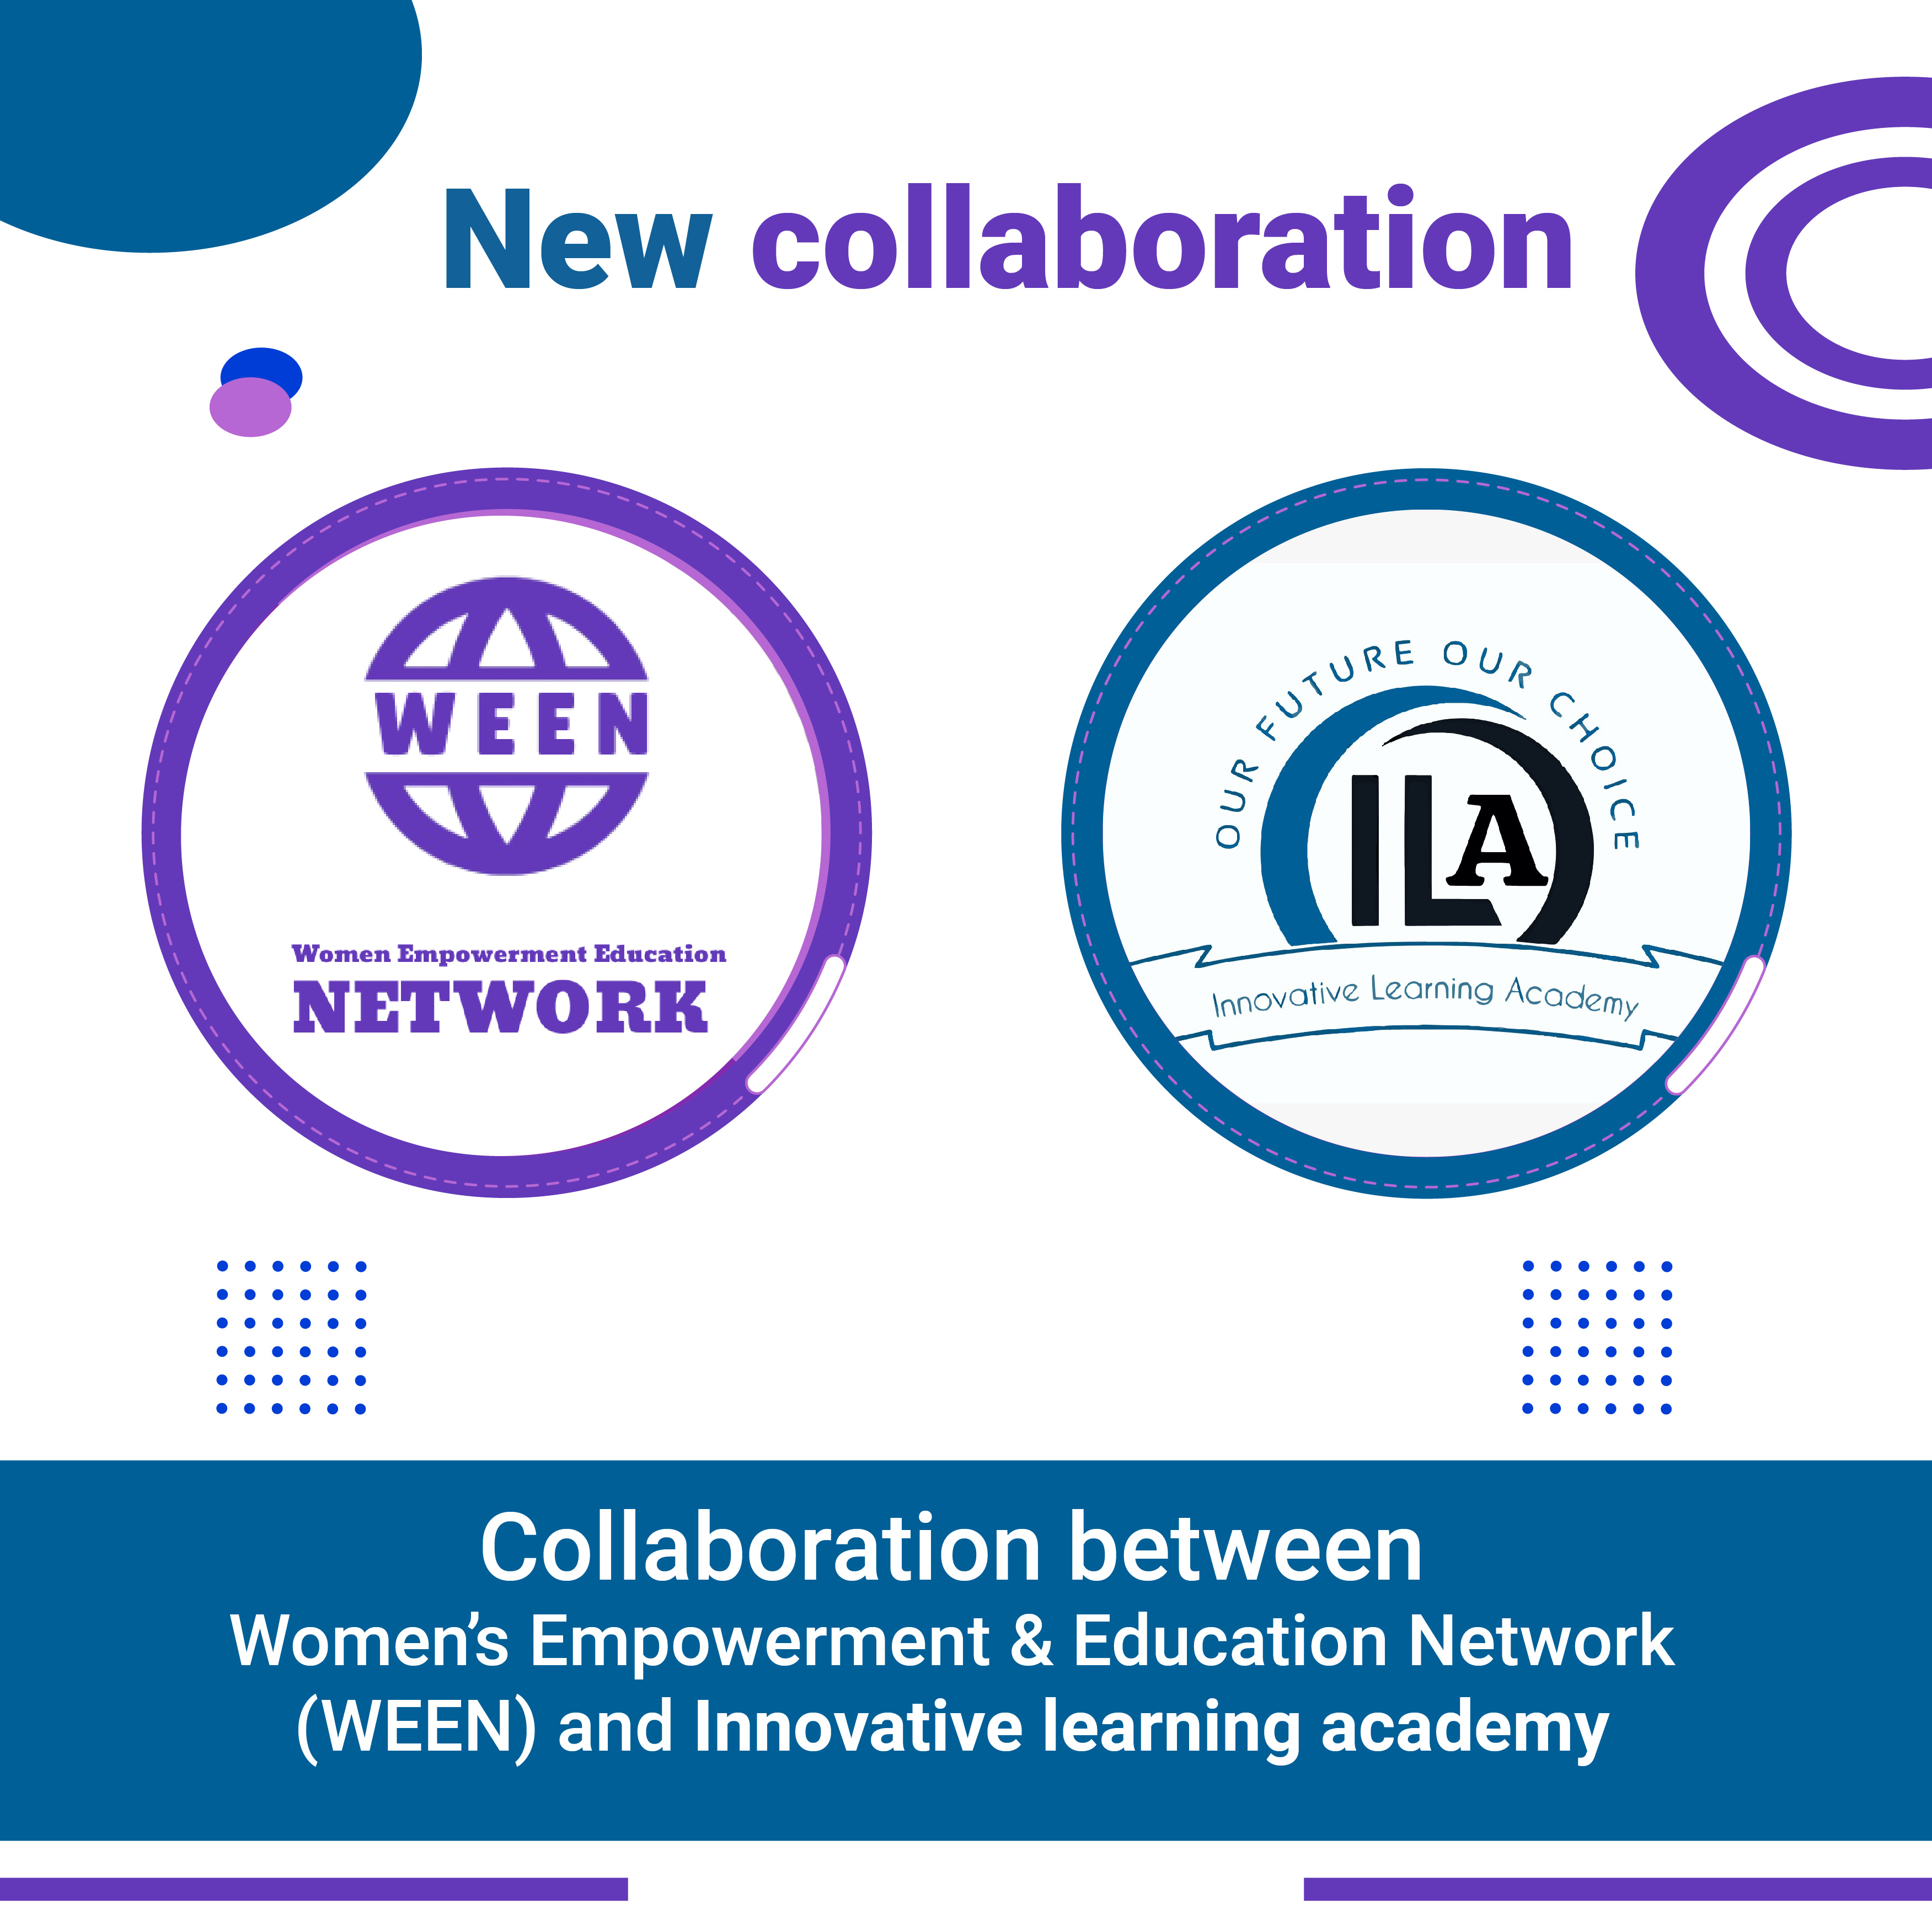 New collaboration
WEEN
Women Empowerment Education
NETWORK
OUR FUTURE OUR CHOICE
ILA
Innovative Learning Academy
Collaboration between
Women's Empowerment & Education Network
(WEEN) and Innovative learning academy